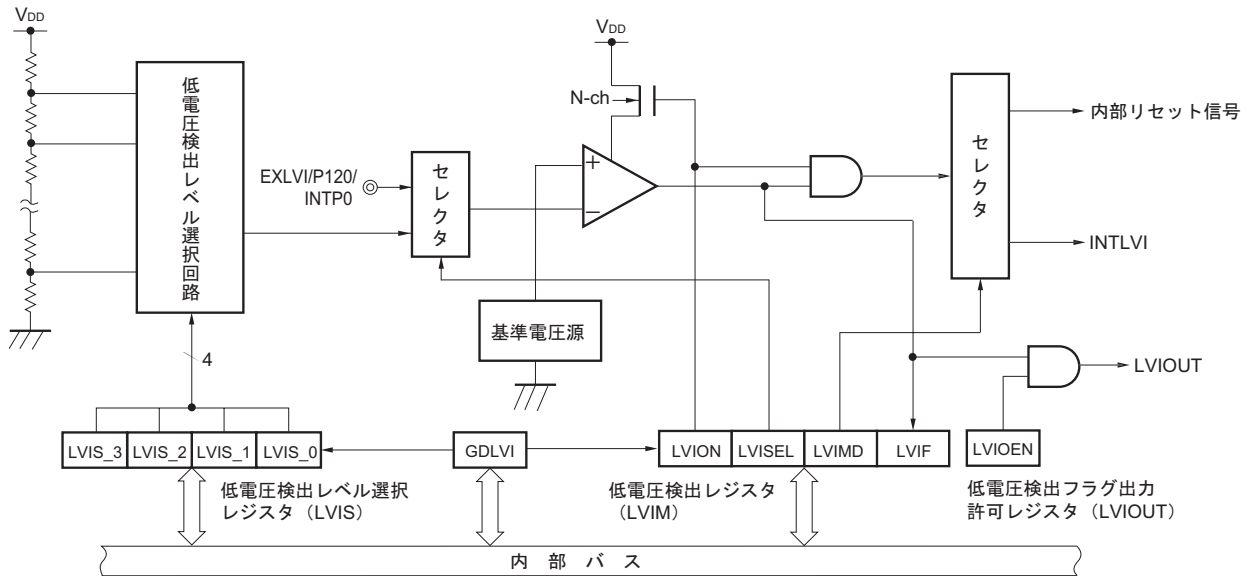 VDD
低電圧検出レベル選択回路
4
EXLVI/P120/
INTP0
セレクタ
VDD
N-ch
+
−
基準電圧源
セレクタ
内部リセット信号
INTLVI
LVIOUT
LVIS_3 LVIS_2 LVIS_1 LVIS_0
低電圧検出レベル選択
レジスタ（LVIS）
GDLVI
LVION LVISEL LVIMD LVIF
低電圧検出レジスタ
（LVIM）
LVIOEN
低電圧検出フラグ出力
許可レジスタ（LVIOUT）
内 部 バ ス